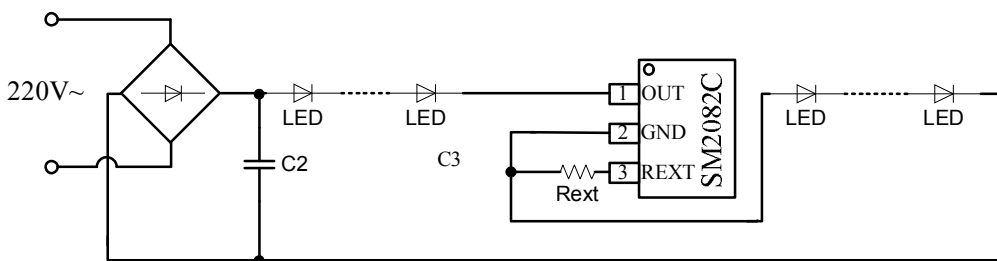 220V~
LED
LED
C2
C3
1
OUT
2
GND
3
REXT
Rext
SM2082C
LED
LED